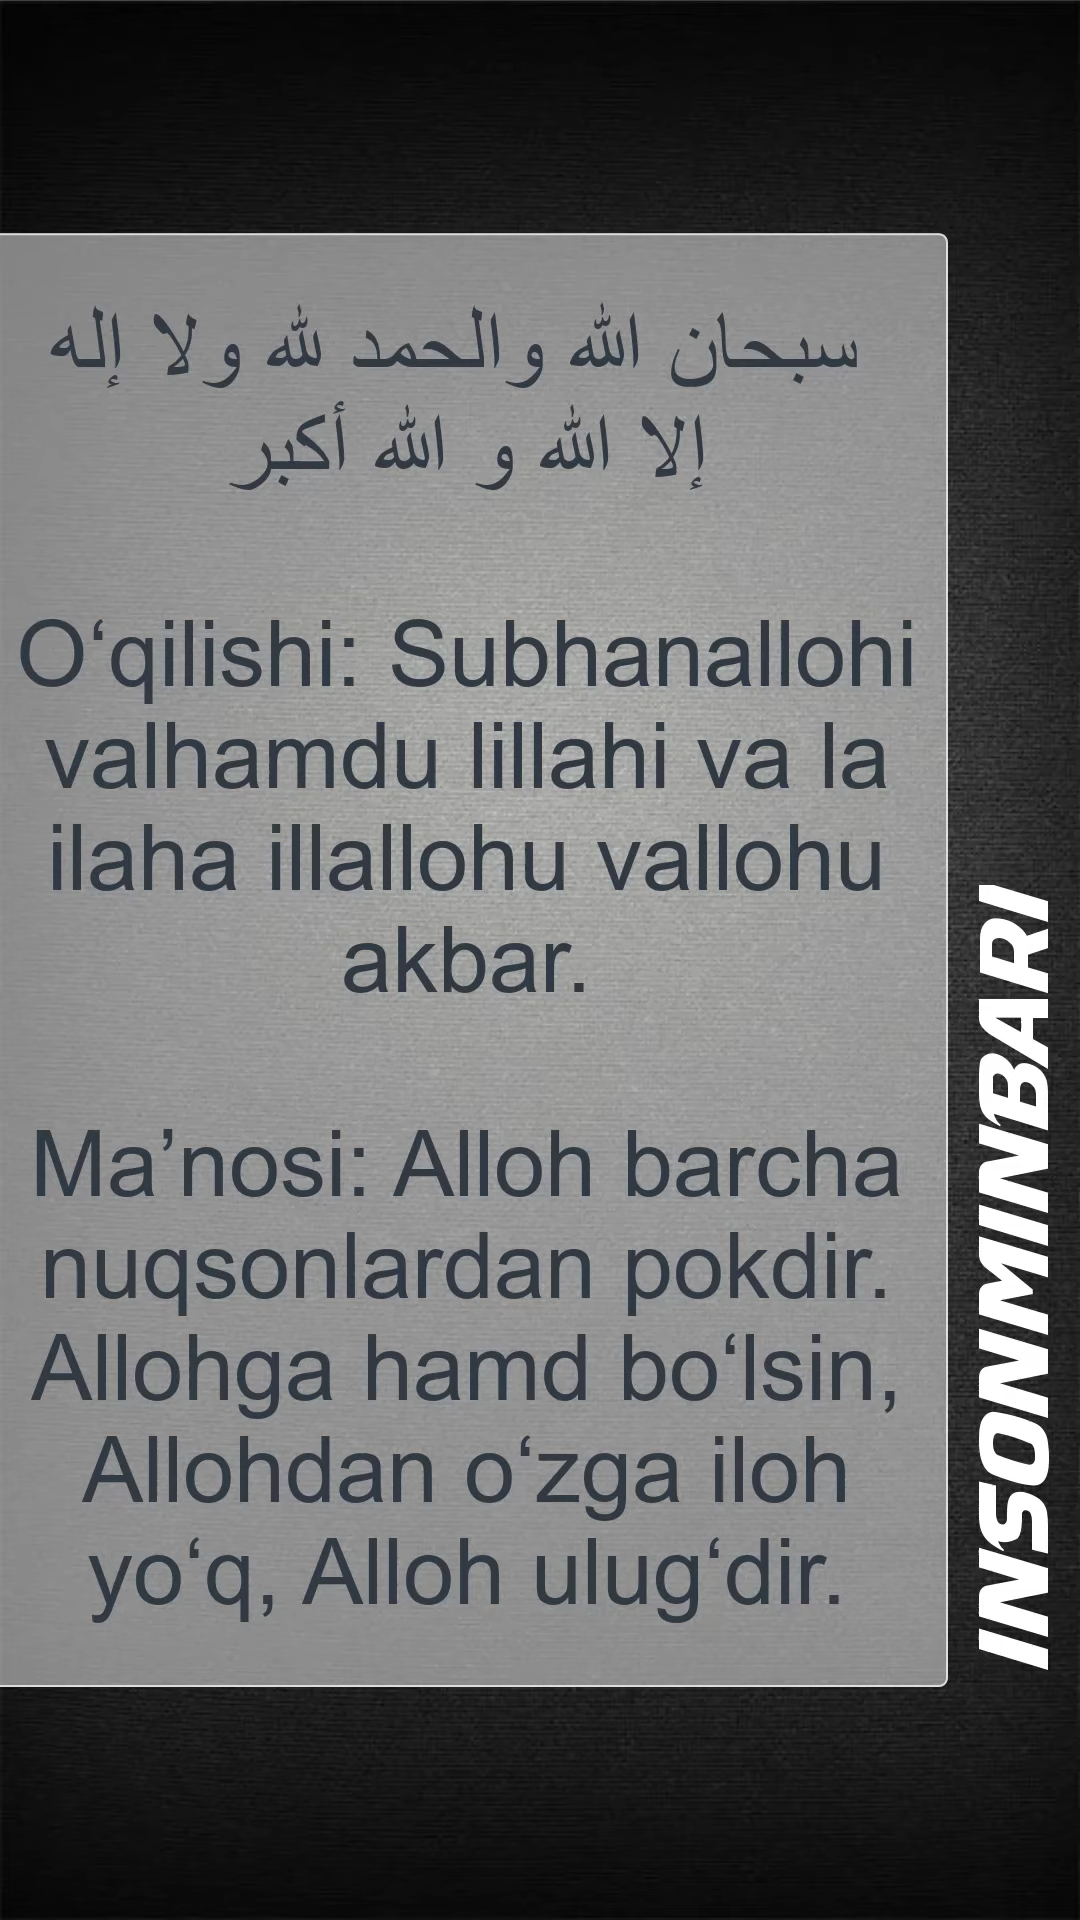 سبحان الله والحمد لله ولا إله
إلا الله و الله أكبر
O‘qilishi: Subhanallohi
valhamdu lillahi va la
ilaha illallohu vallohu
akbar.
Ma’nosi: Alloh barcha
nuqsonlardan pokdir.
Allohga hamd bo‘lsin,
Allohdan o‘zga iloh
yo‘q, Alloh ulug‘dir.
INSONMINBARI